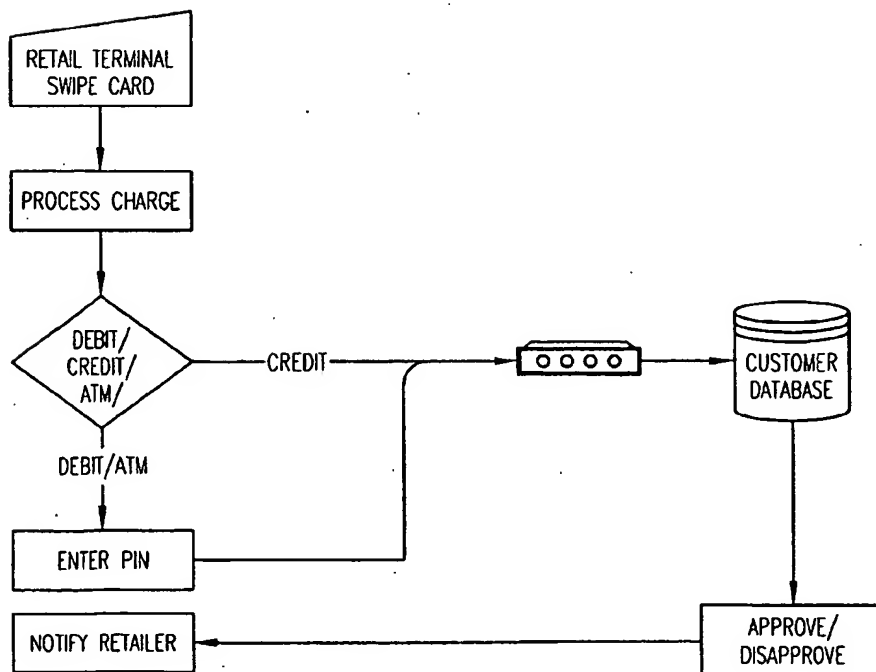 RETAIL TERMINAL
SWIPE CARD
PROCESS CHARGE
DEBIT/
CREDIT/
ATM/
CREDIT
CUSTOMER
DATABASE
DEBIT/ATM
ENTER PIN
NOTIFY RETAILER
APPROVE/
DISAPPROVE